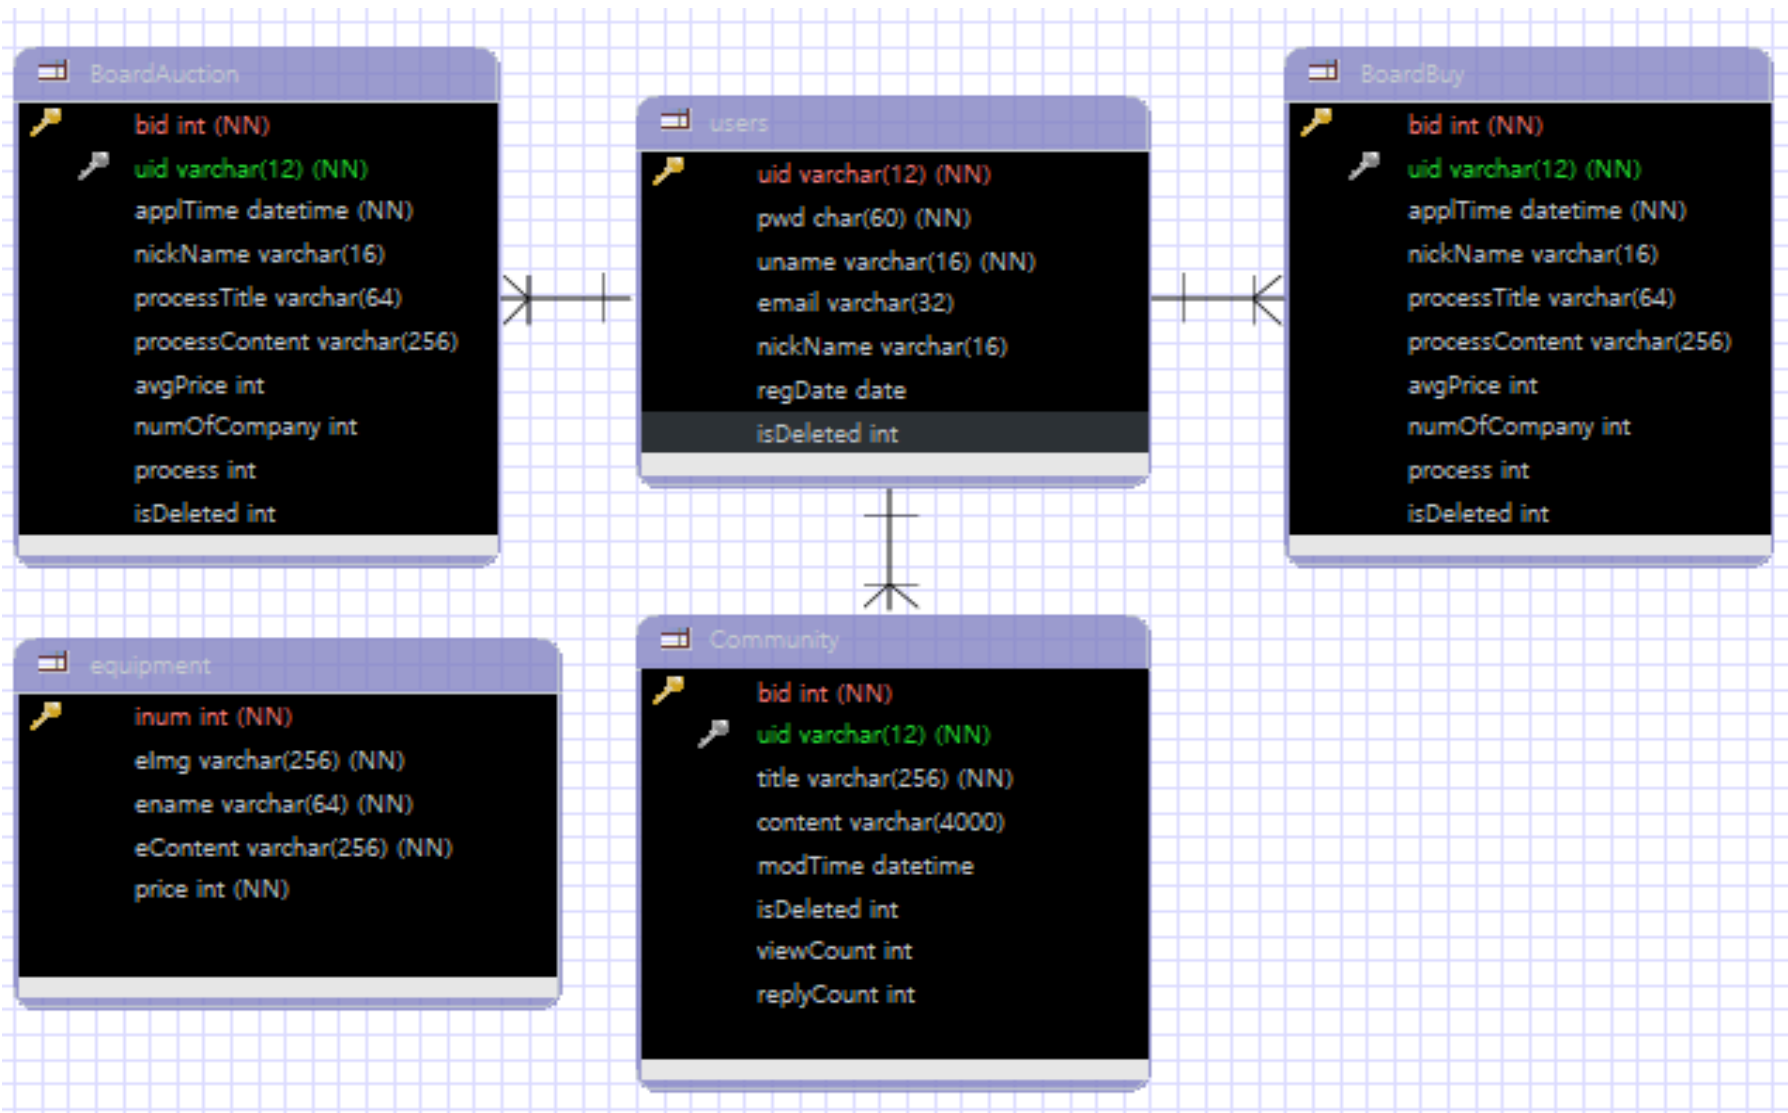 BoardAuction
bid int (NN)
uid varchar(12) (NN)
applTime datetime (NN)
nickName varchar(16)
processTitle varchar(64)
processContent varchar(256)
avgPrice int
numOfCompany int
process int
isDeleted int
users
uid varchar(12) (NN)
pwd char(60) (NN)
uname varchar(16) (NN)
email varchar(32)
nickName varchar(16)
regDate date
isDeleted int
BoardBuy
bid int (NN)
uid varchar(12) (NN)
applTime datetime (NN)
nickName varchar(16)
processTitle varchar(64)
processContent varchar(256)
avgPrice int
numOfCompany int
process int
isDeleted int
equipment
inum int (NN)
eImg varchar(256) (NN)
ename varchar(64) (NN)
eContent varchar(256) (NN)
price int (NN)
Community
bid int (NN)
uid varchar(12) (NN)
title varchar(256) (NN)
content varchar(4000)
modTime datetime
isDeleted int
viewCount int
replyCount int